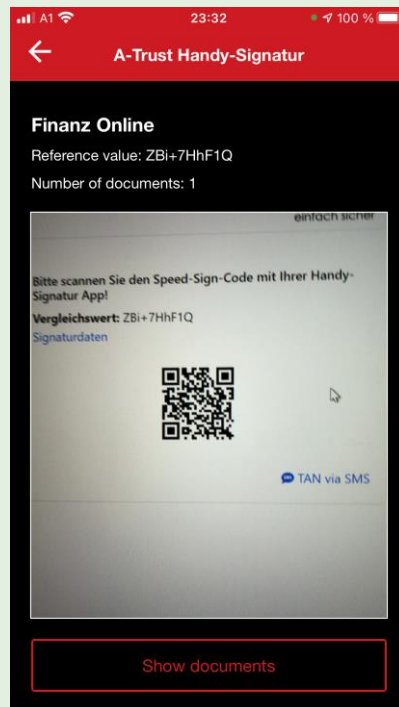 A1
23:32
100 %
A-Trust Handy-Signatur
Finanz Online
Reference value: ZBi+7HhF1Q
Number of documents: 1
einfach sicher
Bitte scannen Sie den Speed-Sign-Code mit Ihrer Handy-
Signatur App!
Vergleichswert: ZBi+7HhF1Q
Signaturdaten
TAN via SMS
Show documents